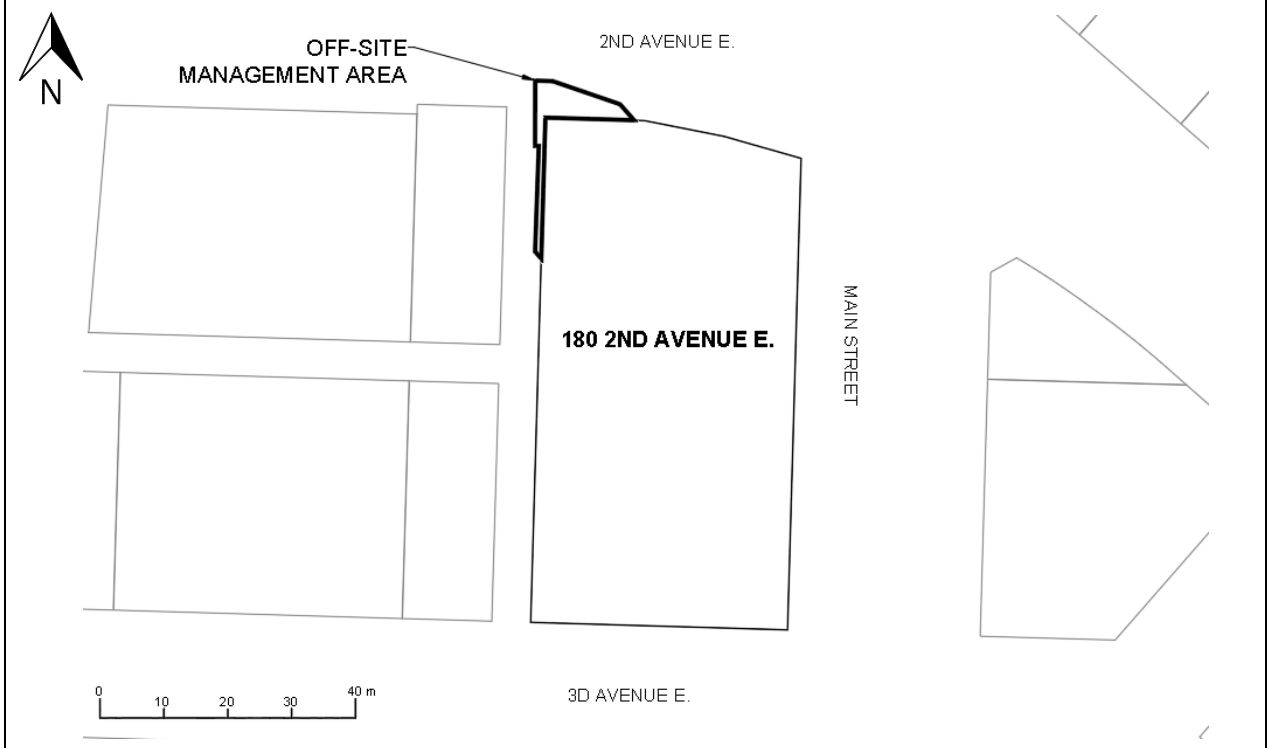 2ND AVENUE E.
OFF-SITE
MANAGEMENT AREA
N
MAIN STREET
180 2ND AVENUE E.
0 10 20 30 40 m
3D AVENUE E.